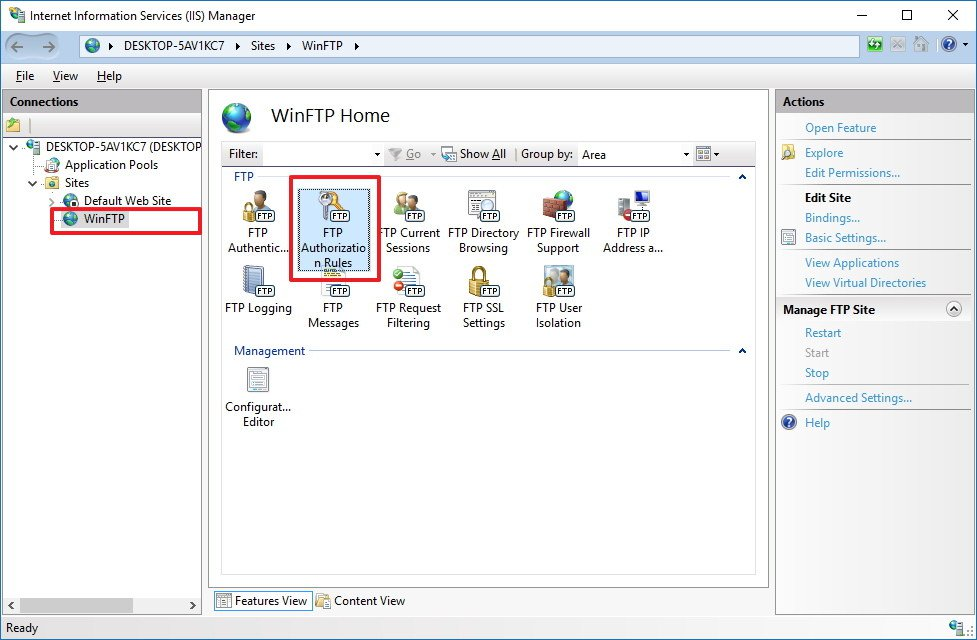 Internet Information Services (IIS) Manager
DESKTOP-5AV1KC7 Sites WinFTP
File View Help
Connections
DESKTOP-5AV1KC7 (DESKTOP
Application Pools
Sites
Default Web Site
WinFTP
WinFTP Home
Filter: Go Show All Group by: Area
FTP
FTP
Authentic...
FTP
Authorizatio
n Rules
FTP Current
Sessions
FTP Directory
Browsing
FTP Firewall
Support
FTP IP
Address a...
FTP Logging
FTP
Messages
FTP Request
Filtering
FTP SSL
Settings
FTP User
Isolation
Management
Configurat...
Editor
Features View Content View
Actions
Open Feature
Explore
Edit Permissions...
Edit Site
Bindings...
Basic Settings...
View Applications
View Virtual Directories
Manage FTP Site
Restart
Start
Stop
Advanced Settings...
Help
Ready